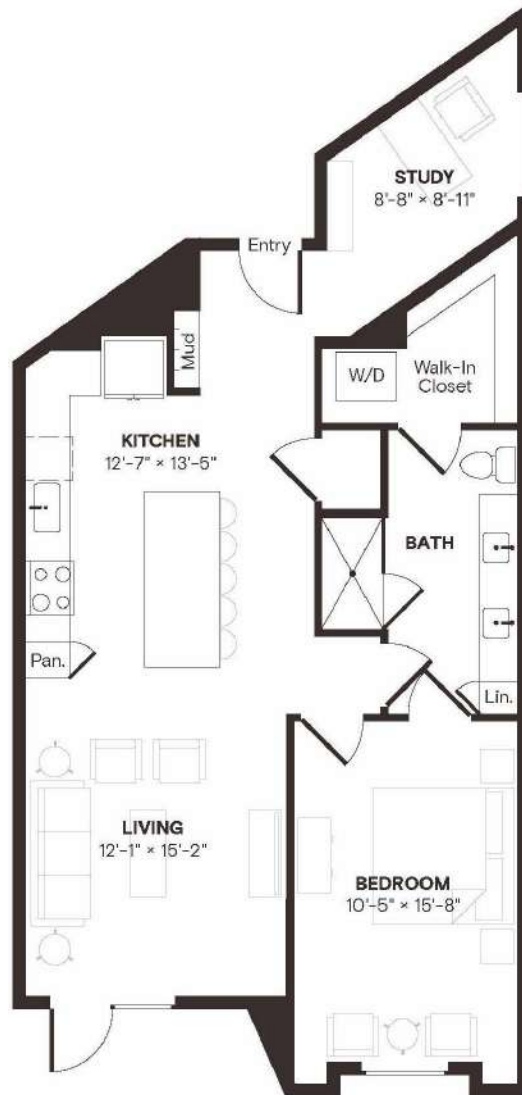 STUDY
8'-8" × 8'-11"
Entry
Mud
W/D
Walk-In
Closet
KITCHEN
12'-7" × 13'-5"
BATH
Pan.
Lin.
LIVING
12'-1" × 15'-2"
BEDROOM
10'-5" × 15'-8"